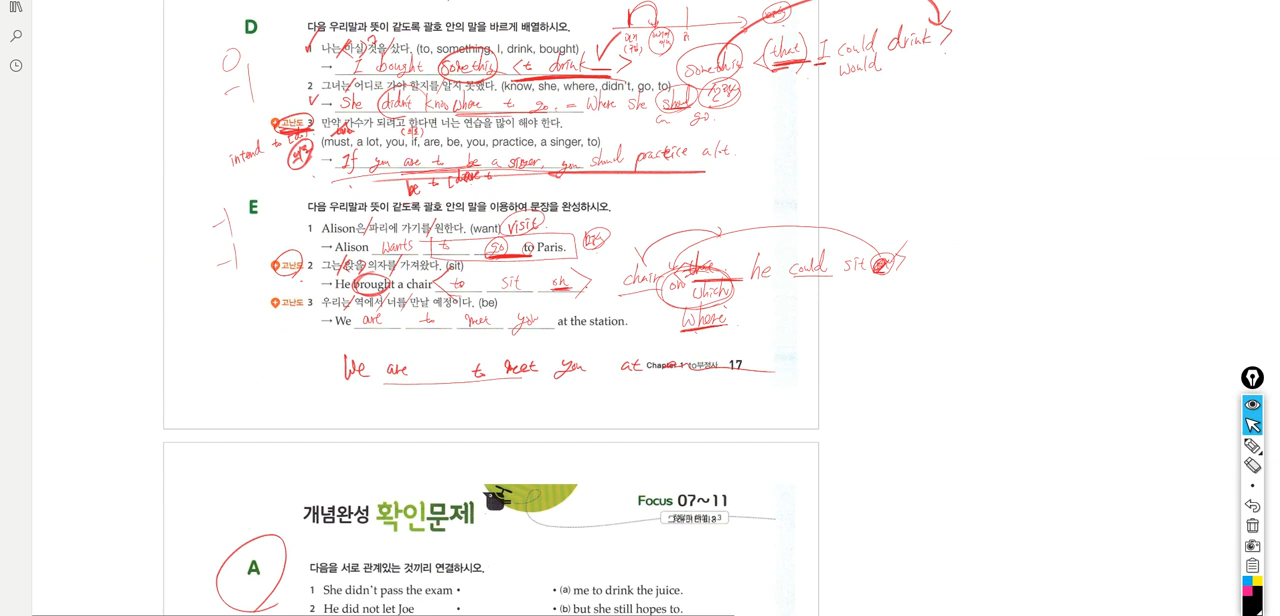 D 다음 우리말과 뜻이 같도록 괄호 안의 말을 바르게 배열하시오.
1 나는 마실 것을 샀다. (to, something, I, drink, bought)
→ I bought somethig <to drink>
somethig <(that) I could drink>
would
2 그녀는 어디로 가야 할지를 알지 못했다. (know, she, where, didn't, go, to)
→ She didn't know where to go. = Where she should
go.
고난도 3 만약 가수가 되려고 한다면 너는 연습을 많이 해야 한다.
(must, a lot, you, if, are, be, you, practice, a singer, to)
intend to
→ If you are to be a singer, you should practice a lot.
be to
E 다음 우리말과 뜻이 같도록 괄호 안의 말을 이용하여 문장을 완성하시오.
1 Alison은 파리에 가기를 원한다. (want) visit
→ Alison wants to go to Paris.
고난도 2 그는 앉을 의자를 가져왔다. (sit)
→ He brought a chair <to sit on>
chair that he could sit on>
on which
where
고난도 3 우리는 역에서 너를 만날 예정이다. (be)
→ We are to meet you at the station.
We are to meet you at
Chapter 1 to부정사 17
개념완성 확인문제
Focus 07~11
A 다음을 서로 관계있는 것끼리 연결하시오.
1 She didn't pass the exam • • (a) me to drink the juice.
2 He did not let Joe • • (b) but she still hopes to.